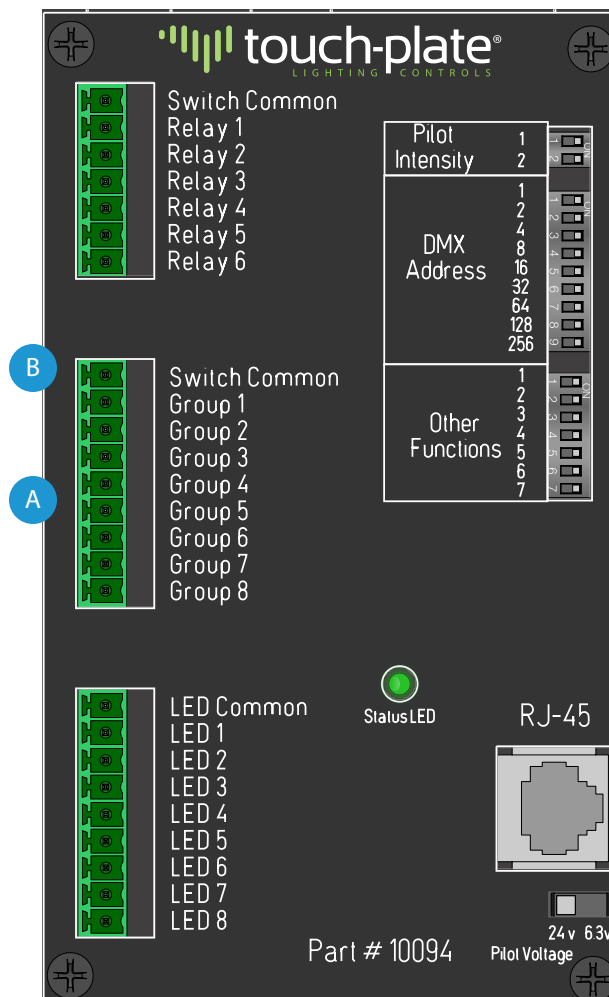 touch-plate®
LIGHTING CONTROLS
Switch Common
Relay 1
Relay 2
Relay 3
Relay 4
Relay 5
Relay 6
Pilot
Intensity
1
2
1
2
ON
DMX
Address
1
2
4
8
16
32
64
128
256
1
2
3
4
5
6
7
8
9
ON
Other
Functions
1
2
3
4
5
6
7
1
2
3
4
5
6
7
ON
B
Switch Common
Group 1
Group 2
Group 3
Group 4
A
Group 5
Group 6
Group 7
Group 8
LED Common
LED 1
LED 2
LED 3
LED 4
LED 5
LED 6
LED 7
LED 8
Status LED
RJ-45
24 v 6.3v
Pilot Voltage
Part # 10094